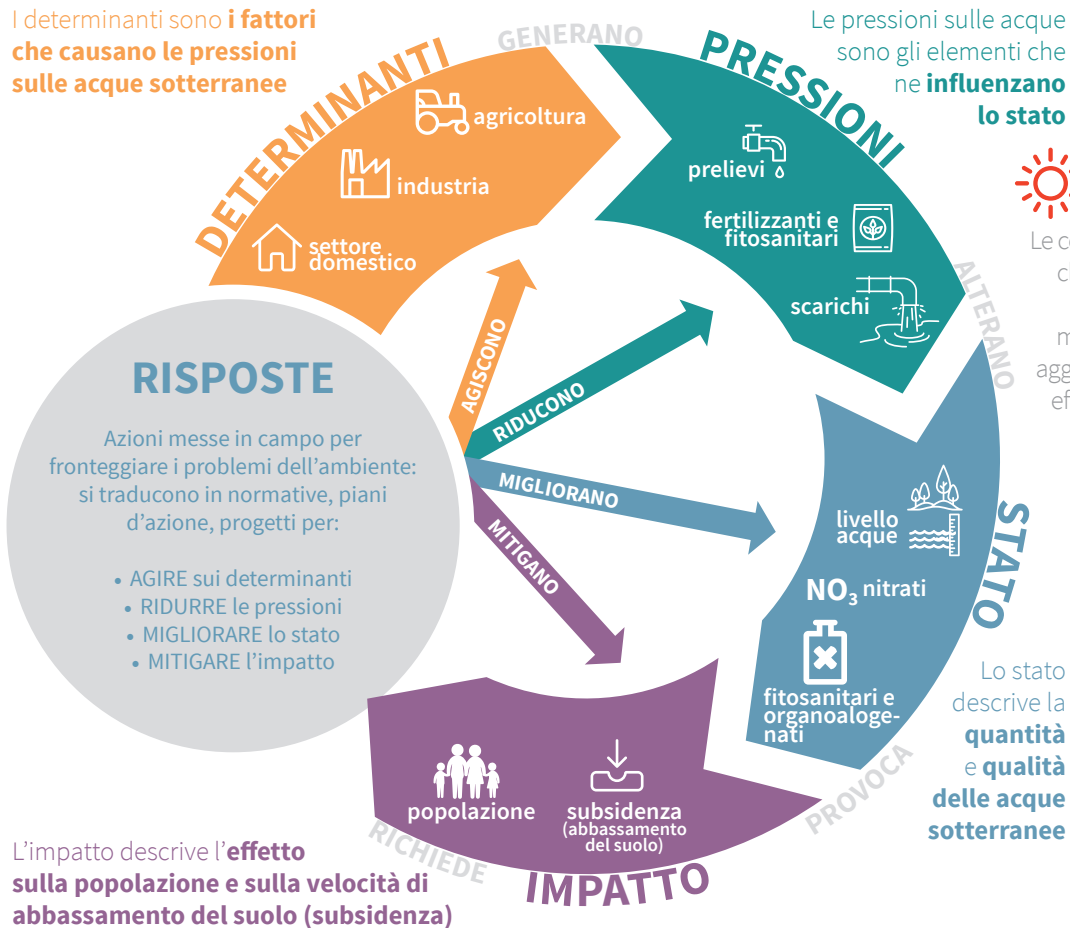 I determinanti sono i fattori
che causano le pressioni
sulle acque sotterranee
DETERMINANTI
agricoltura
industria
settore
domestico
GENERANO
Le pressioni sulle acque
sono gli elementi che
ne influenzano
lo stato
PRESSIONI
prelievi
fertilizzanti e
fitosanitari
scarichi
Le
ALTERANO
STATO
livello
acque
NO₃ nitrati
fitosanitari e
organoaloge-
nati
Lo stato
descrive la
quantità
e qualità
delle acque
sotterranee
PROVOCA
IMPATTO
popolazione
subsidenza
(abbassamento
del suolo)
L'impatto descrive l'effetto
sulla popolazione e sulla velocità di
abbassamento del suolo (subsidenza)
RICHIEDE
RISPOSTE
Azioni messe in campo per
fronteggiare i problemi dell'ambiente:
si traducono in normative, piani
d'azione, progetti per:
• AGIRE sui determinanti
• RIDURRE le pressioni
• MIGLIORARE lo stato
• MITIGARE l'impatto
AGISCONO
RIDUCONO
MIGLIORANO
MITIGANO